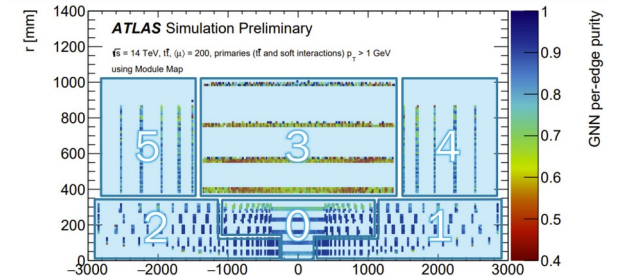 r [mm]
1400
1200
1000
800
600
400
200
0
ATLAS Simulation Preliminary
√s = 14 TeV, tt̄, ⟨μ⟩ = 200, primaries (tt̄ and soft interactions) p_T > 1 GeV
using Module Map
5 3 4
2 0 1
−3000 −2000 −1000 0 1000 2000 3000
1
0.9
0.8
0.7
0.6
0.5
0.4
GNN per-edge purity